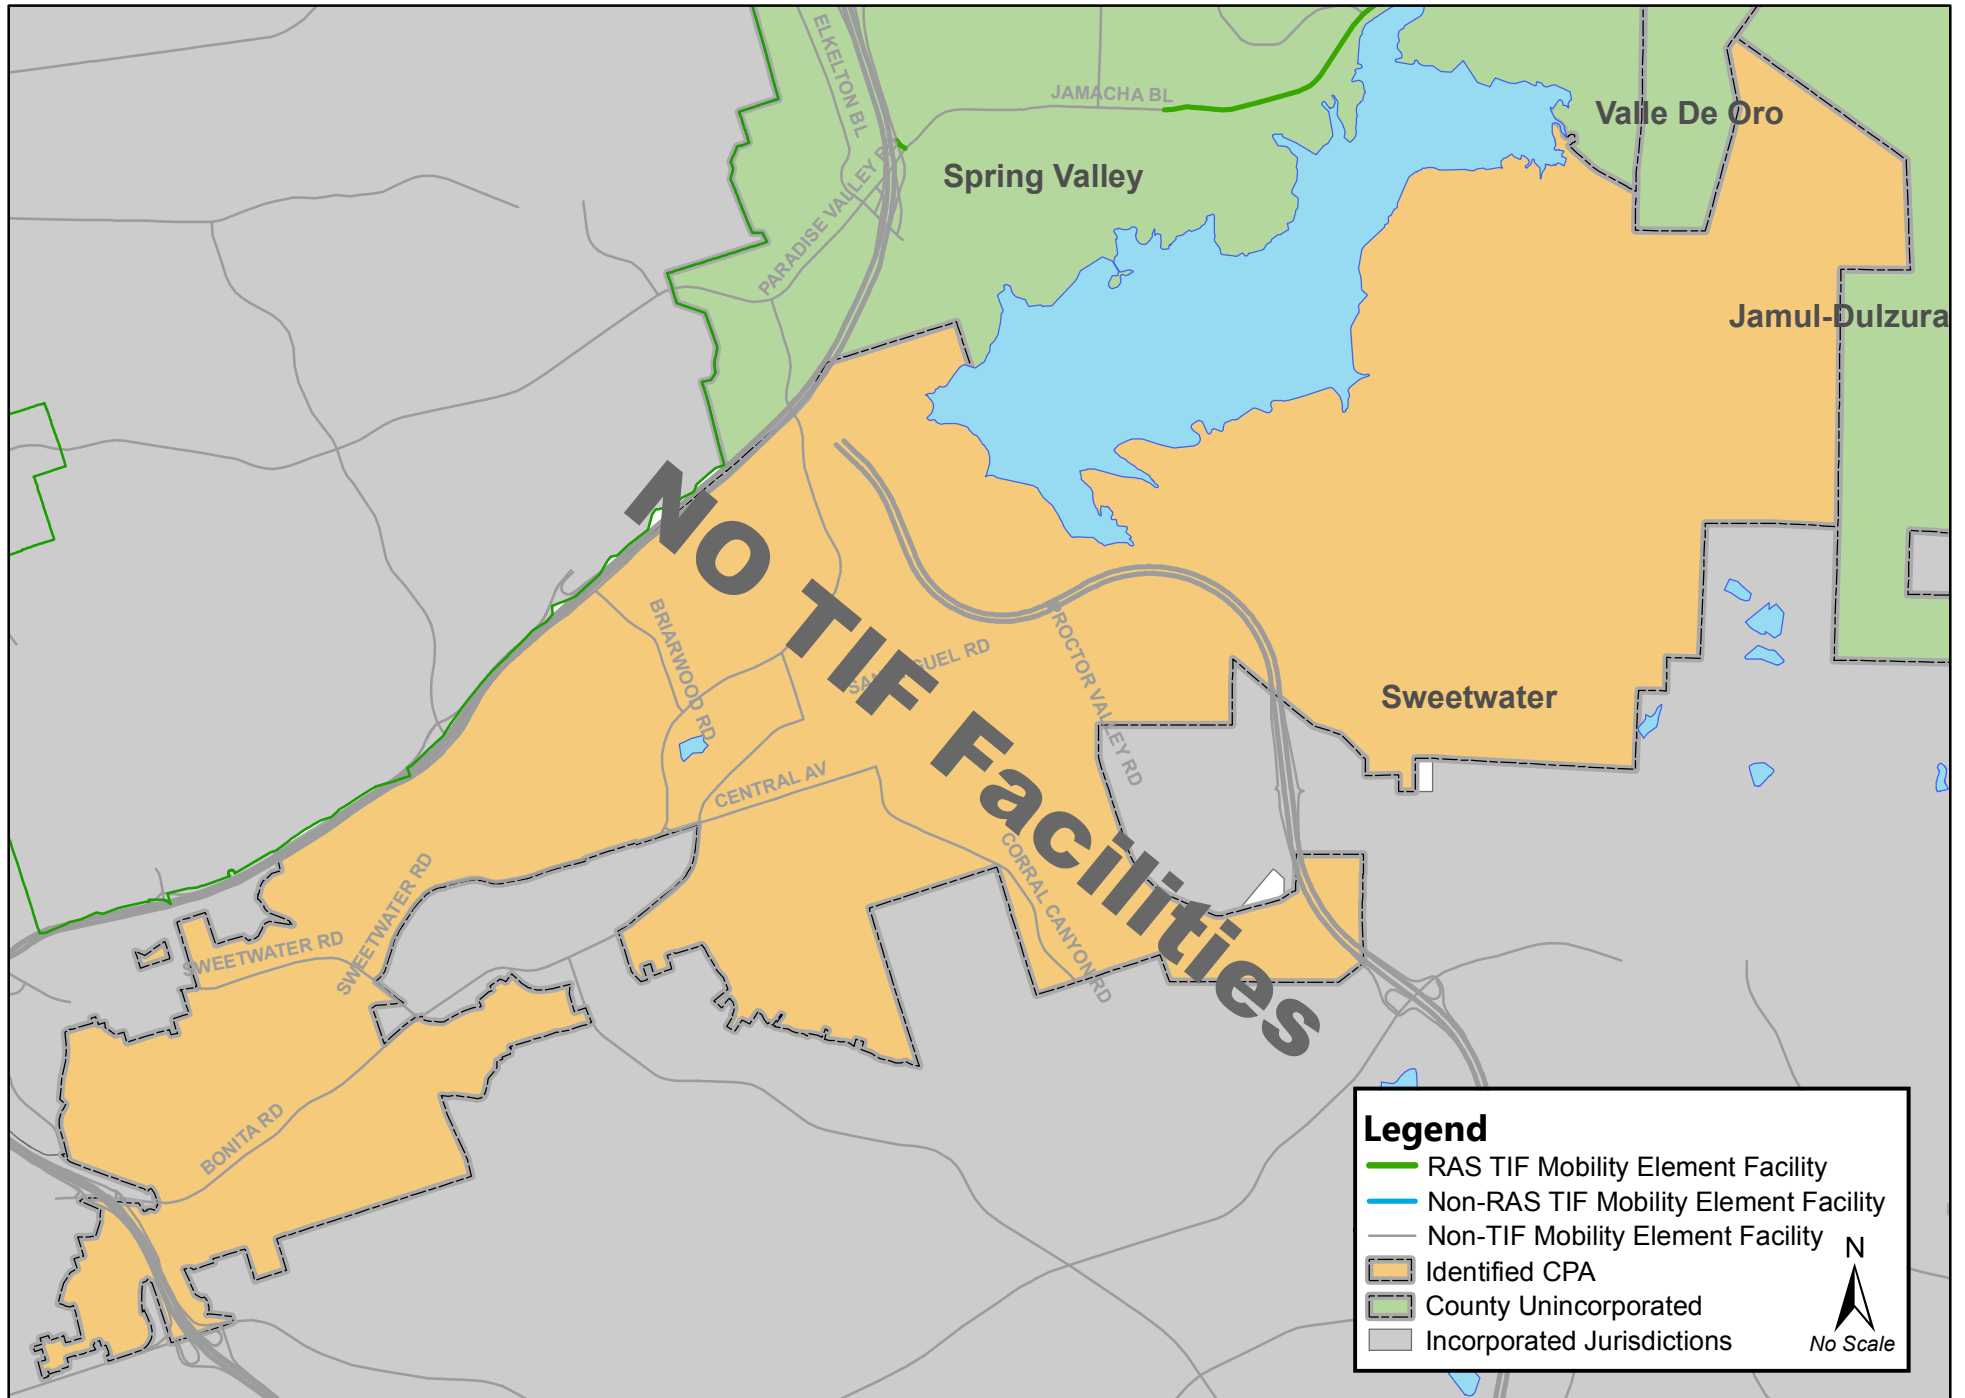 ELKELTON BL
JAMACHA BL
Valle De Oro
PARADISE VALLEY
Spring Valley
Jamul-Dulzura
NO TIF Facilities
BRIARWOOD RD
GUEL RD
ROCTOR VALLEY RD
Sweetwater
CENTRAL AV
CORRAL CANYON RD
SWEETWATER RD
SWEETWATER RD
BONITA RD
Legend
RAS TIF Mobility Element Facility
Non-RAS TIF Mobility Element Facility
Non-TIF Mobility Element Facility
N
Identified CPA
County Unincorporated
Incorporated Jurisdictions
No Scale